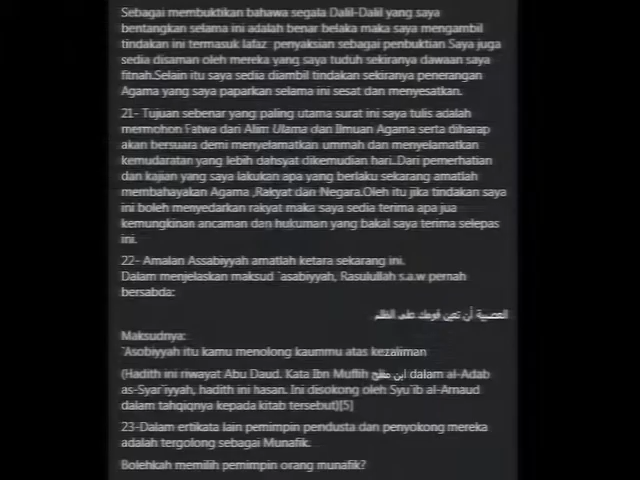 Sebagai membuktikan bahawa segala Dalil-Dalil yang saya
bentangkan selama ini adalah benar belaka maka saya mengambil
tindakan ini termasuk lafaz penyaksian sebagai penbuktian Saya juga
sedia disaman oleh mereka yang saya tuduh sekiranya dawaan saya
fitnah.Selain itu saya sedia diambil tindakan sekiranya penerangan
Agama yang saya paparkan selama ini sesat dan menyesatkan.
21- Tujuan sebenar yang paling utama surat ini saya tulis adalah
mermohon Fatwa dari Alim Ulama dan Ilmuan Agama serta diharap
akan bersuara demi menyelamatkan ummah dan menyelamatkan
kemudaratan yang lebih dahsyat dikemudian hari..Dari pemerhatian
dan kajian yang saya lakukan apa yang berlaku sekarang amatlah
membahayakan Agama ,Rakyat dan Negara.Oleh itu jika tindakan saya
ini boleh menyedarkan rakyat maka saya sedia terima apa jua
kemungkinan ancaman dan hukuman yang bakal saya terima selepas
ini.
22- Amalan Assabiyyah amatlah ketara sekarang ini.
Dalam menjelaskan maksud `asabiyyah, Rasulullah s.a.w pernah
bersabda:
العصبية أن تعين قومك على الظلم
Maksudnya:
`Asobiyyah itu kamu menolong kaummu atas kezaliman
(Hadith ini riwayat Abu Daud. Kata Ibn Muflih ابن مفلح dalam al-Adab
as-Syar`iyyah, hadith ini hasan. Ini disokong oleh Syu`ib al-Arnaud
dalam tahqiqnya kepada kitab tersebut)[5]
23-Dalam ertikata lain pemimpin pendusta dan penyokong mereka
adalah tergolong sebagai Munafik.
Bolehkah memilih pemimpin orang munafik?